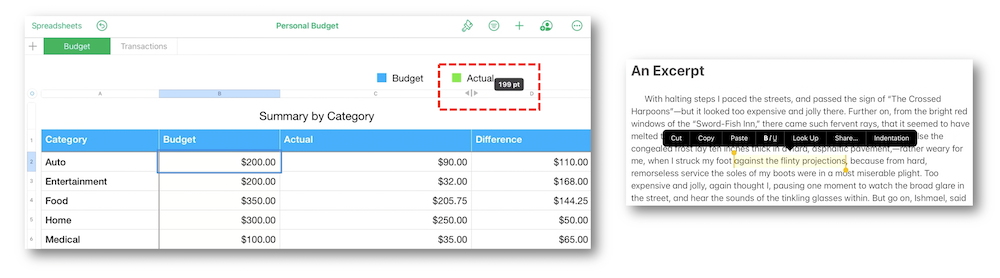 Spreadsheets Personal Budget
Budget Transactions
Budget Actual
199 pt
A B C D
Summary by Category
1 Category Budget Actual Difference
2 Auto $200.00 $90.00 $110.00
3 Entertainment $200.00 $32.00 $168.00
4 Food $350.00 $205.75 $144.25
5 Home $300.00 $250.00 $50.00
6 Medical $100.00 $35.00 $65.00
An Excerpt
With halting steps I paced the streets, and passed the sign of “The Crossed
Harpoons”—but it looked too expensive and jolly there. Further on, from the bright red
windows of the “Sword-Fish Inn,” there came such fervent rays, that it seemed to have
melted
Cut Copy Paste B I U Look Up Share... Indentation
congealed frost lay ten inches thick in a hard, asphaltic pavement,—rather weary for
me, when I struck my foot against the flinty projections, because from hard,
remorseless service the soles of my boots were in a most miserable plight. Too
expensive and jolly, again thought I, pausing one moment to watch the broad glare in
the street, and hear the sounds of the tinkling glasses within. But go on, Ishmael, said